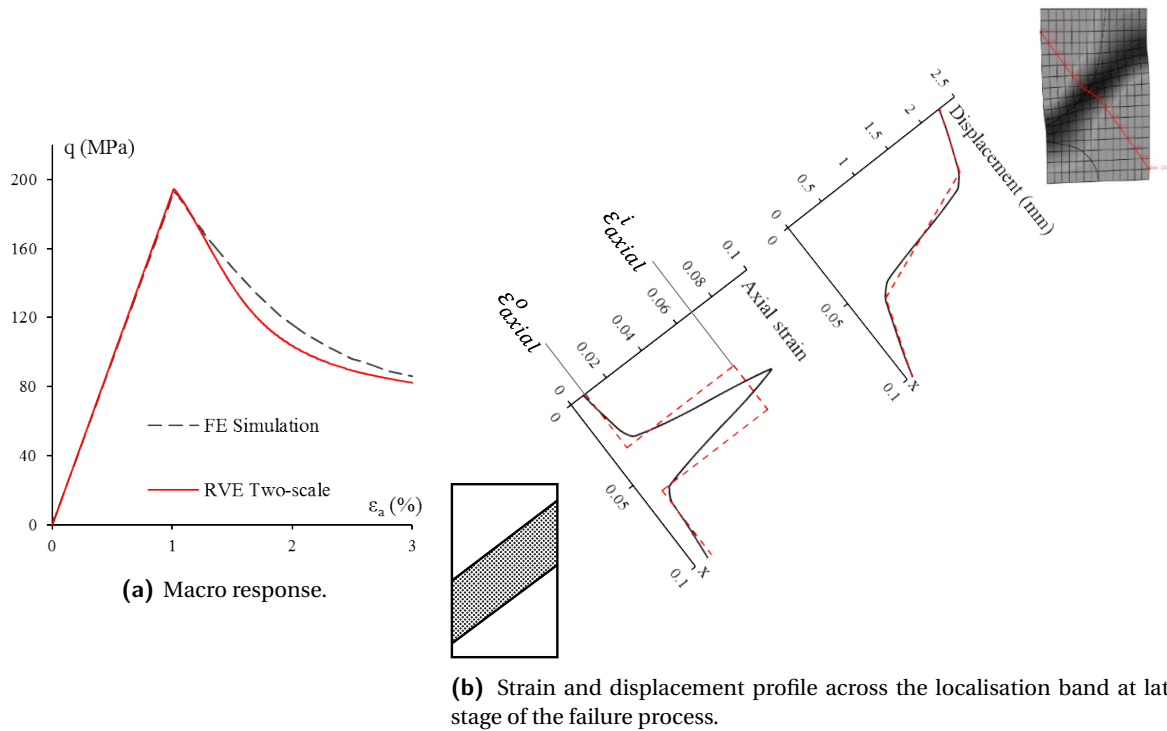 q (MPa)
200
160
120
80
40
0
0
1
2
3
ε_a (%)
FE Simulation
RVE Two-scale
(a) Macro response.
2.5
2
1.5
1
0.5
0
0
0.05
0.1
x
Displacement (mm)
ε^i_axial
ε^o_axial
0.1
0.08
0.06
0.04
0.02
0
0
0.05
0.1
x
Axial strain
(b) Strain and displacement profile across the localisation band at lat
stage of the failure process.